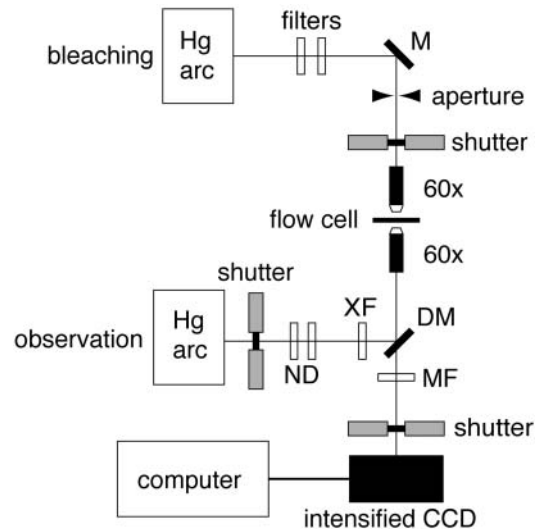 filters
M
bleaching
Hg
arc
aperture
shutter
60x
flow cell
60x
shutter
XF
DM
observation
Hg
arc
ND
MF
shutter
computer
intensified CCD